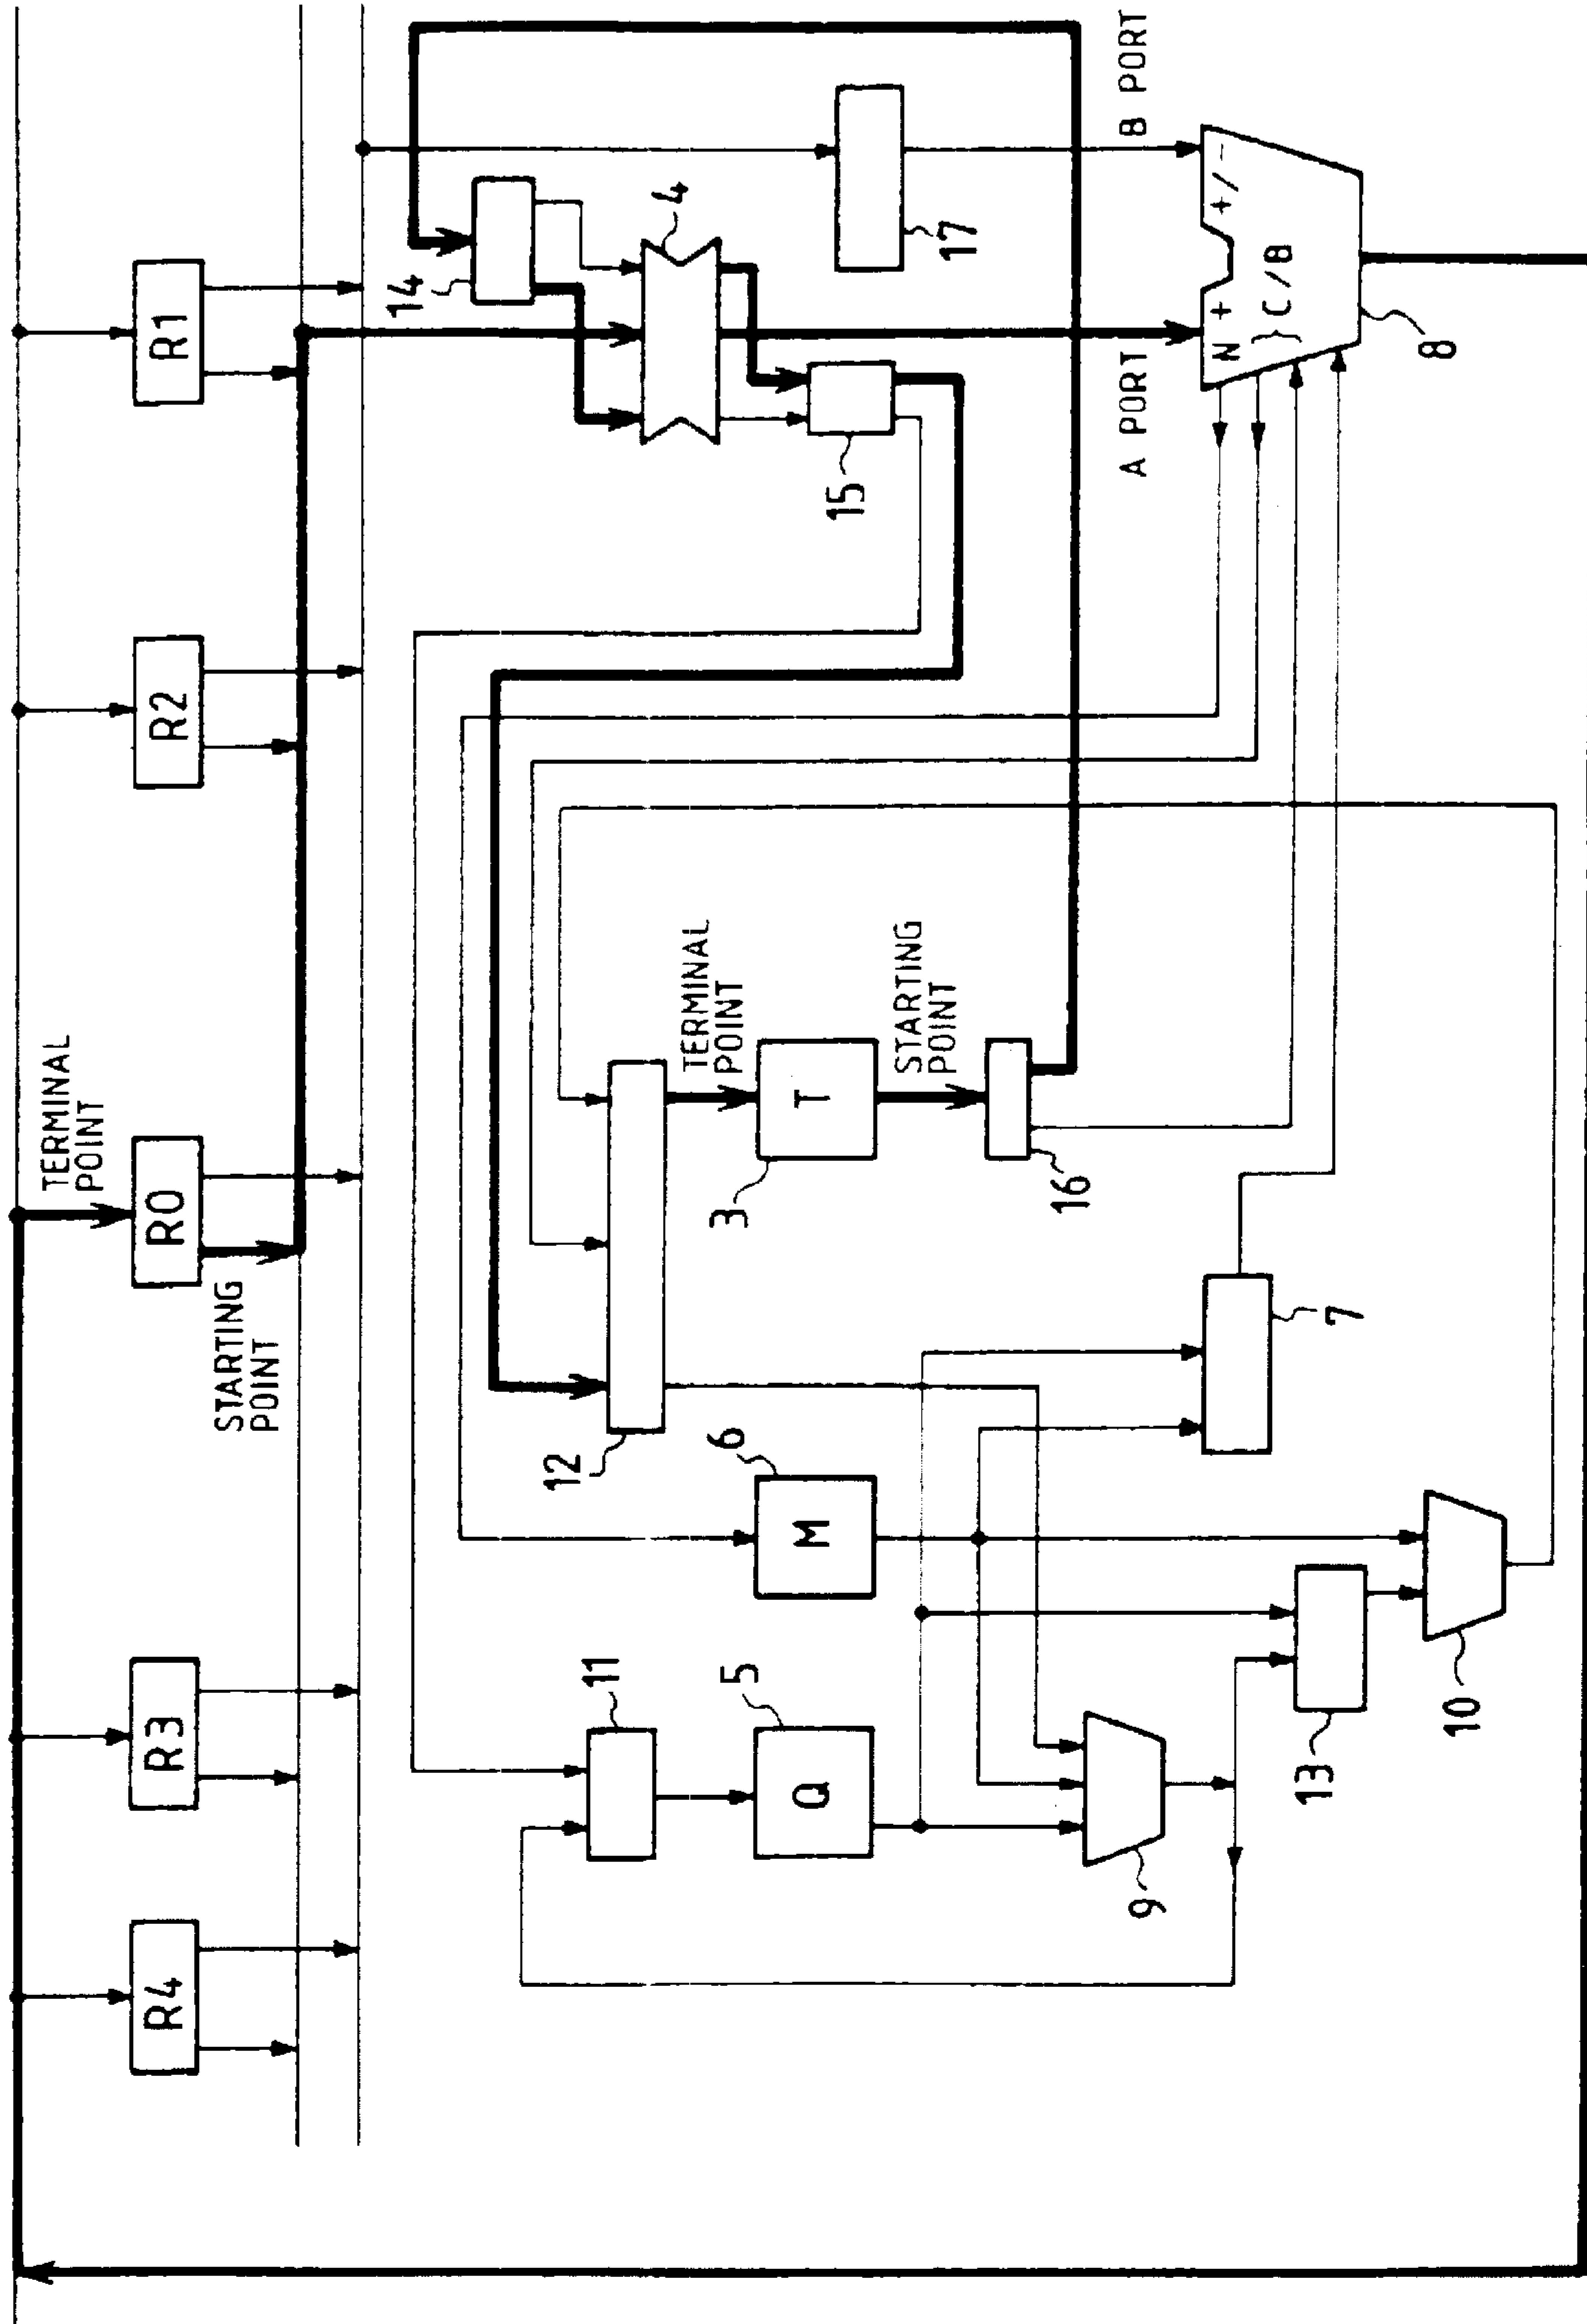 R4
R3
R0
R2
R1
TERMINAL
POINT
STARTING
POINT
14
4
15
17
A PORT
B PORT
N + +/-
} C/B
8
11
Q
5
M
6
12
TERMINAL
POINT
T
3
STARTING
POINT
16
7
9
13
10